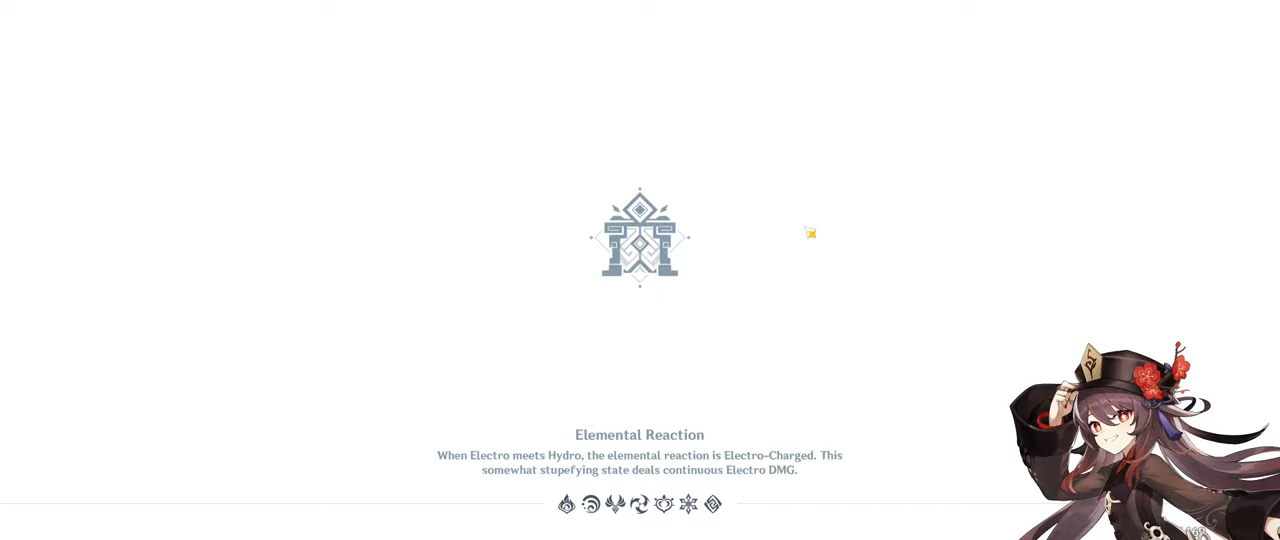 Elemental Reaction
When Electro meets Hydro, the elemental reaction is Electro-Charged. This
somewhat stupefying state deals continuous Electro DMG.